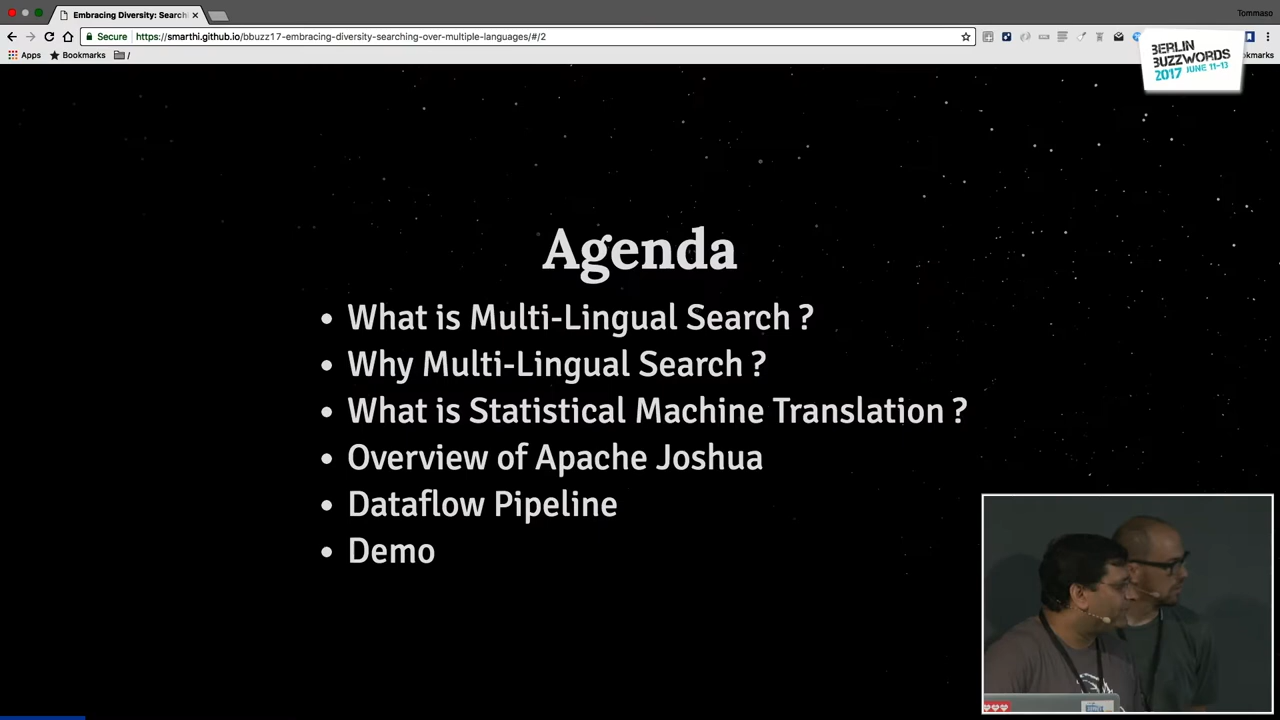 Embracing Diversity: Search
Tommaso
Secure
https://smarthi.github.io/bbuzz17-embracing-diversity-searching-over-multiple-languages/#/2
Apps
Bookmarks
/
BERLIN
BUZZWORDS
2017 JUNE 11-13
okmarks
Agenda
• What is Multi-Lingual Search ?
• Why Multi-Lingual Search ?
• What is Statistical Machine Translation ?
• Overview of Apache Joshua
• Dataflow Pipeline
• Demo